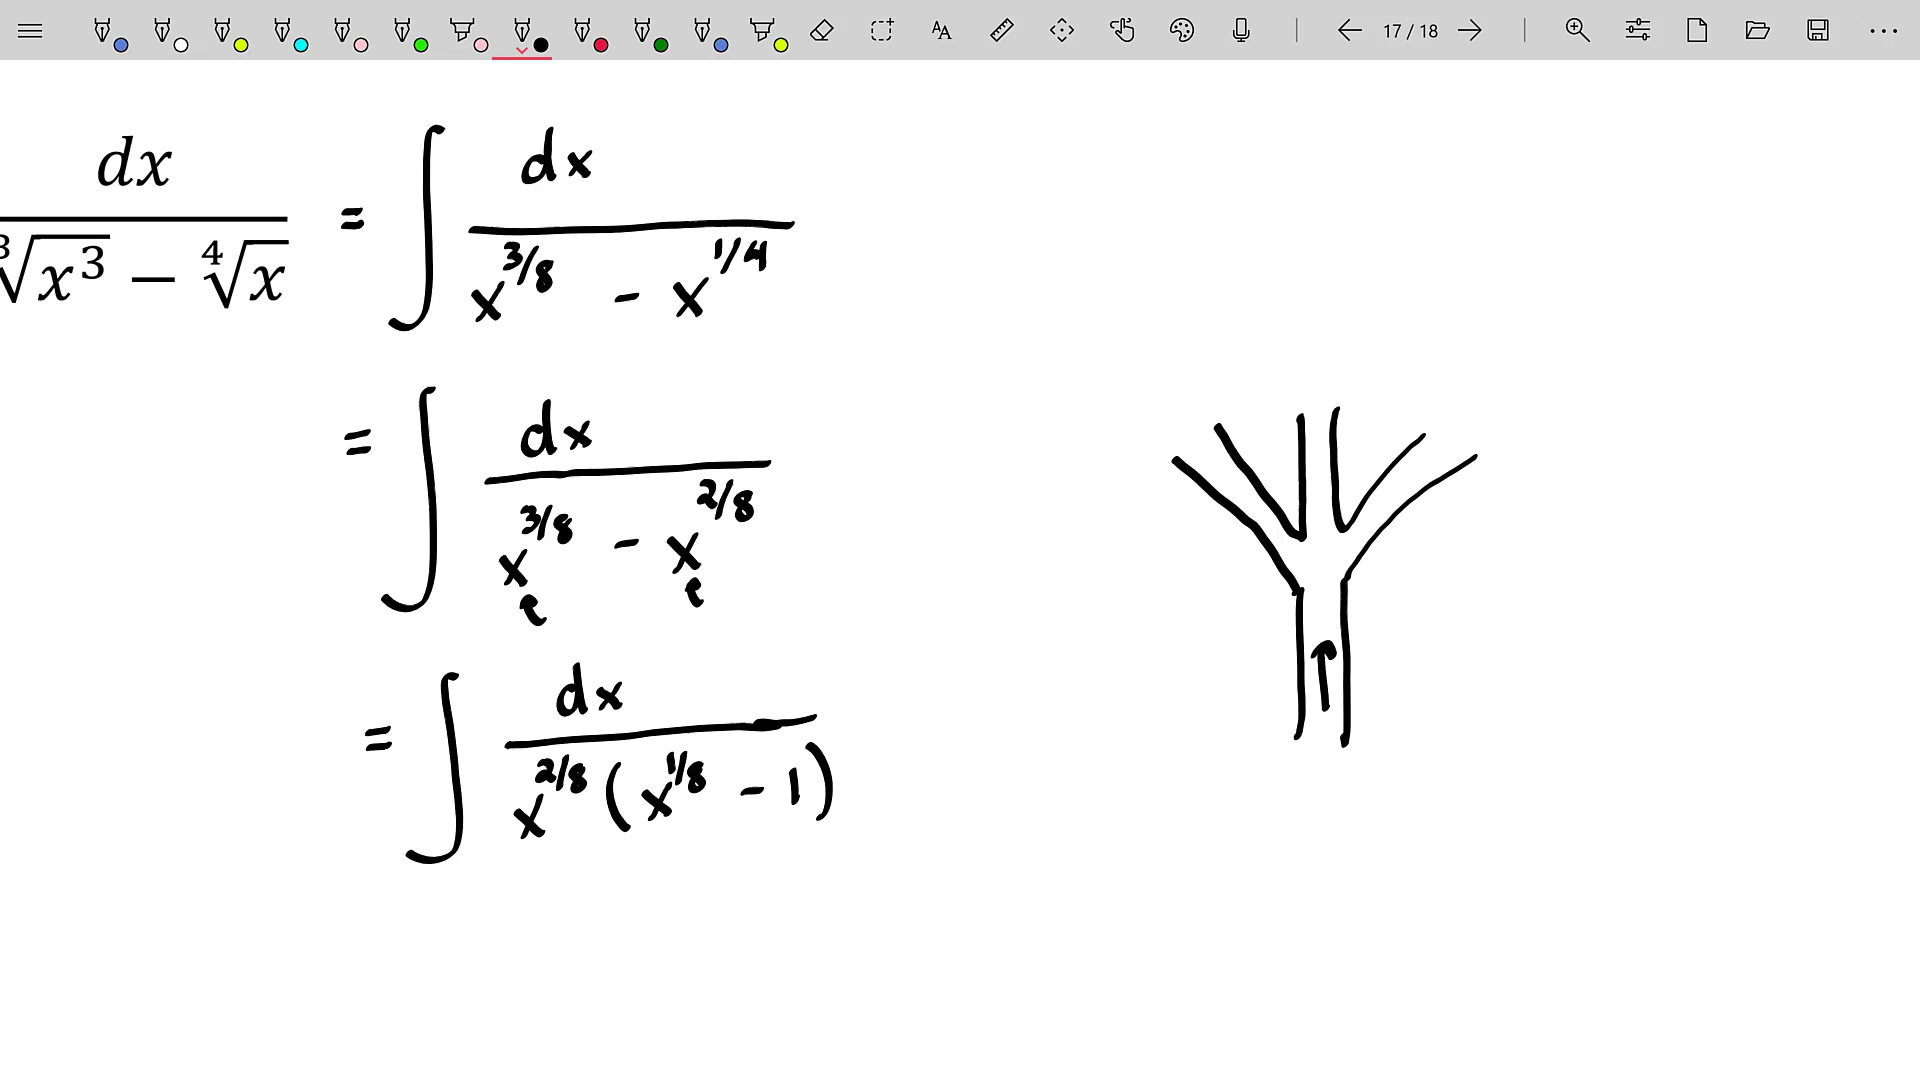 17 / 18
dx / (∛x³ − ∜x) = ∫ dx / (x^3/8 - x^1/4)
= ∫ dx / (x^3/8 - x^2/8)
= ∫ dx / (x^2/8 (x^1/8 - 1))